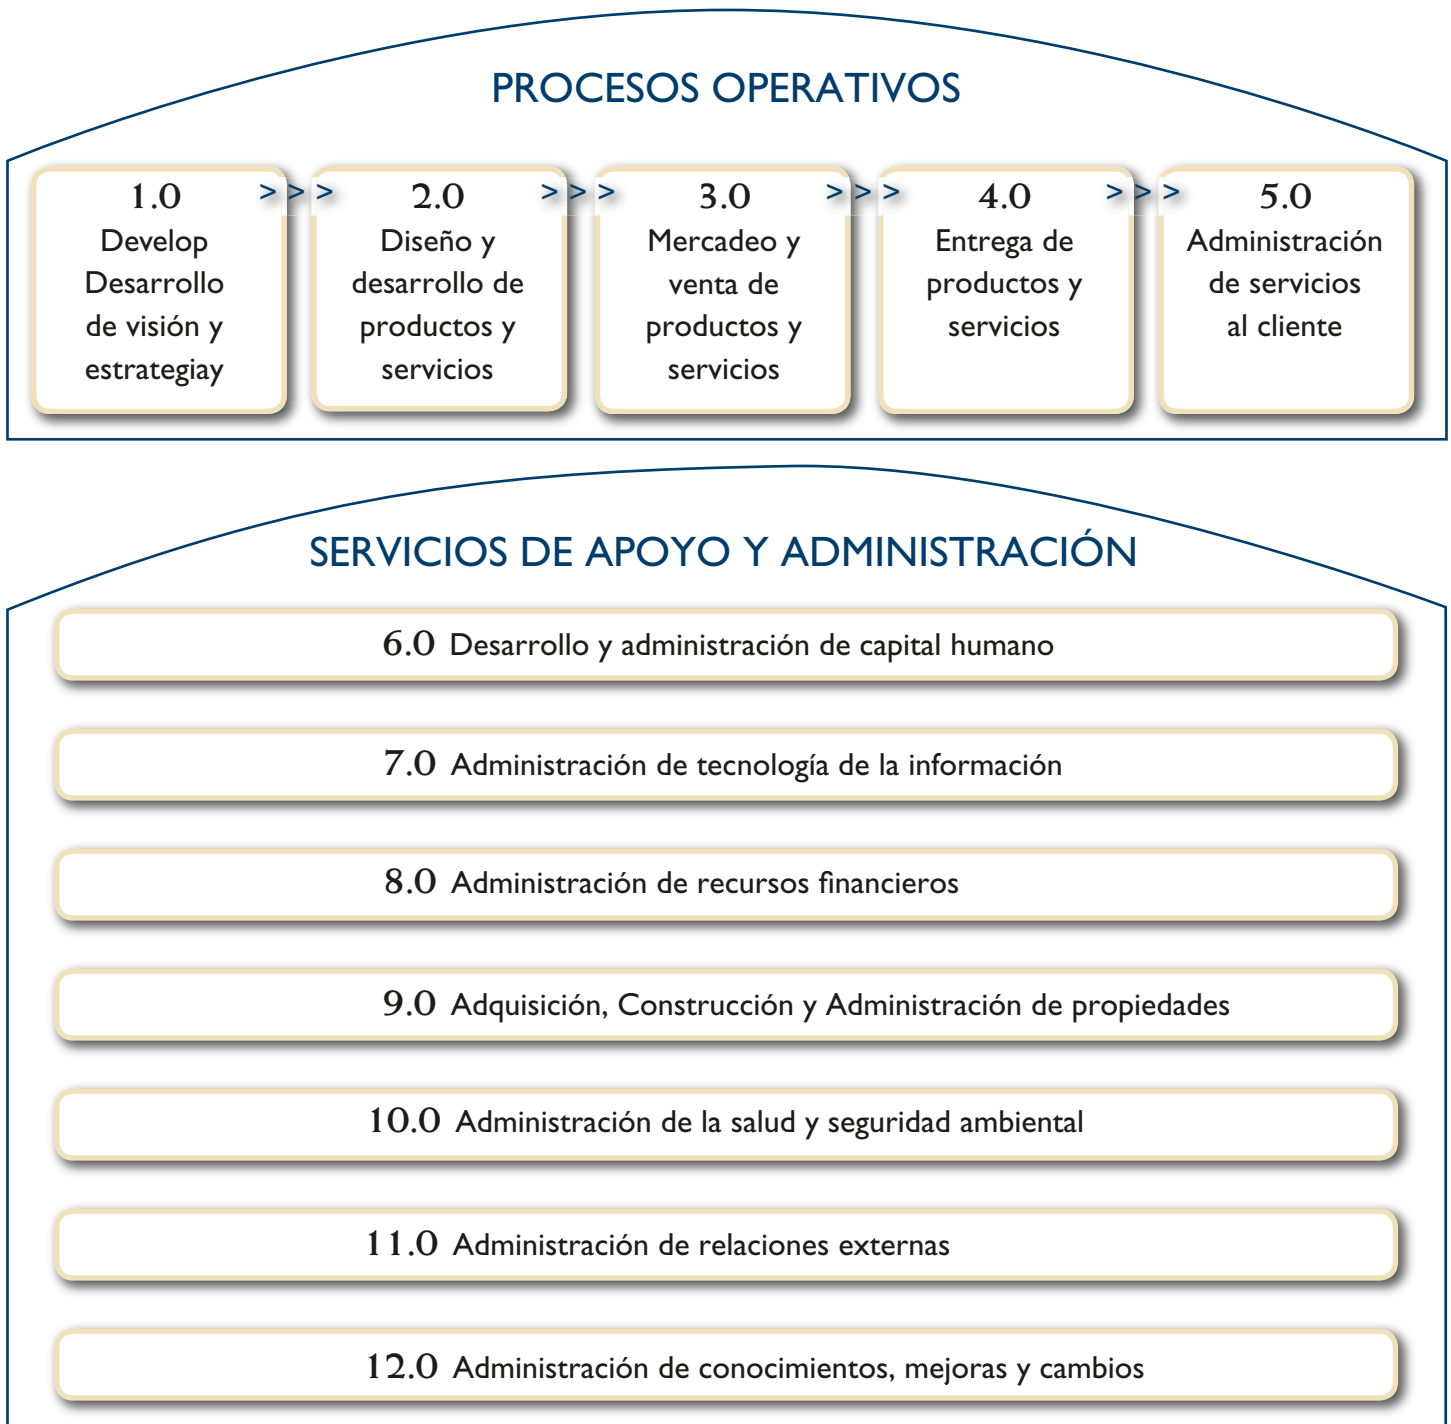 PROCESOS OPERATIVOS
1.0
Develop
Desarrollo
de visión y
estrategiay
> > >
2.0
Diseño y
desarrollo de
productos y
servicios
> > >
3.0
Mercadeo y
venta de
productos y
servicios
> > >
4.0
Entrega de
productos y
servicios
> > >
5.0
Administración
de servicios
al cliente
SERVICIOS DE APOYO Y ADMINISTRACIÓN
6.0 Desarrollo y administración de capital humano
7.0 Administración de tecnología de la información
8.0 Administración de recursos financieros
9.0 Adquisición, Construcción y Administración de propiedades
10.0 Administración de la salud y seguridad ambiental
11.0 Administración de relaciones externas
12.0 Administración de conocimientos, mejoras y cambios